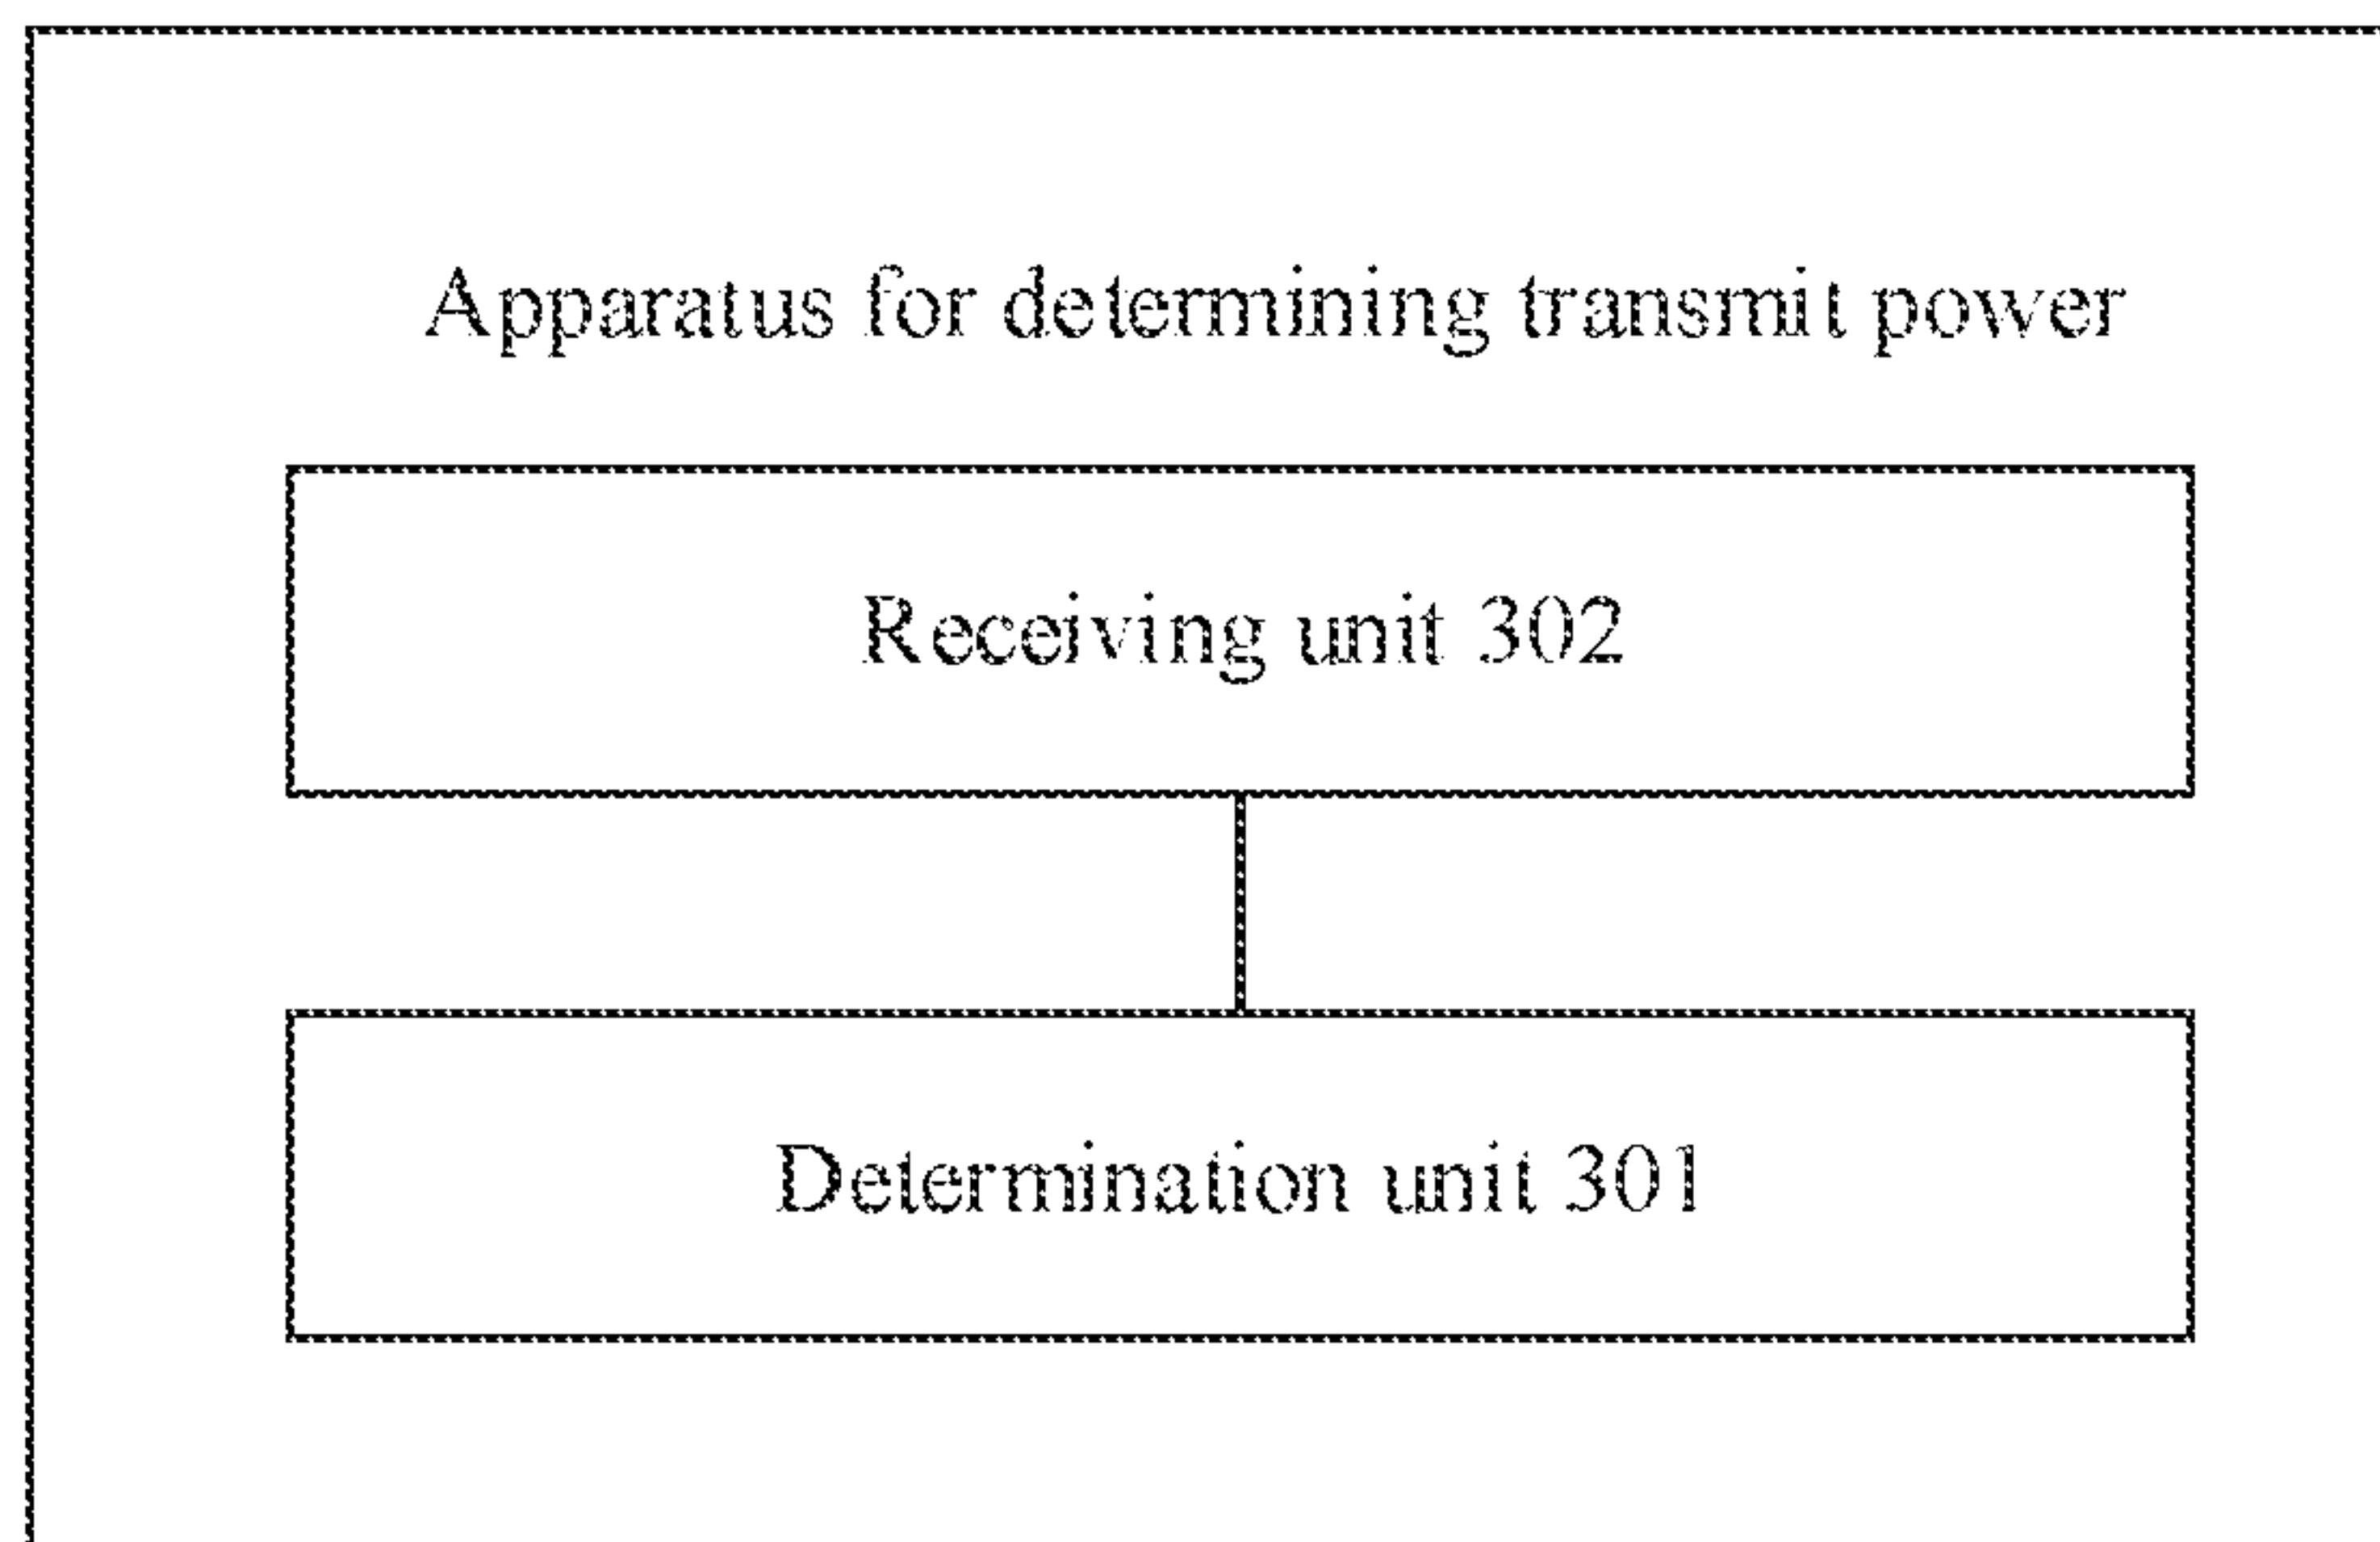 Apparatus for determining transmit power
Receiving unit 302
Determination unit 301